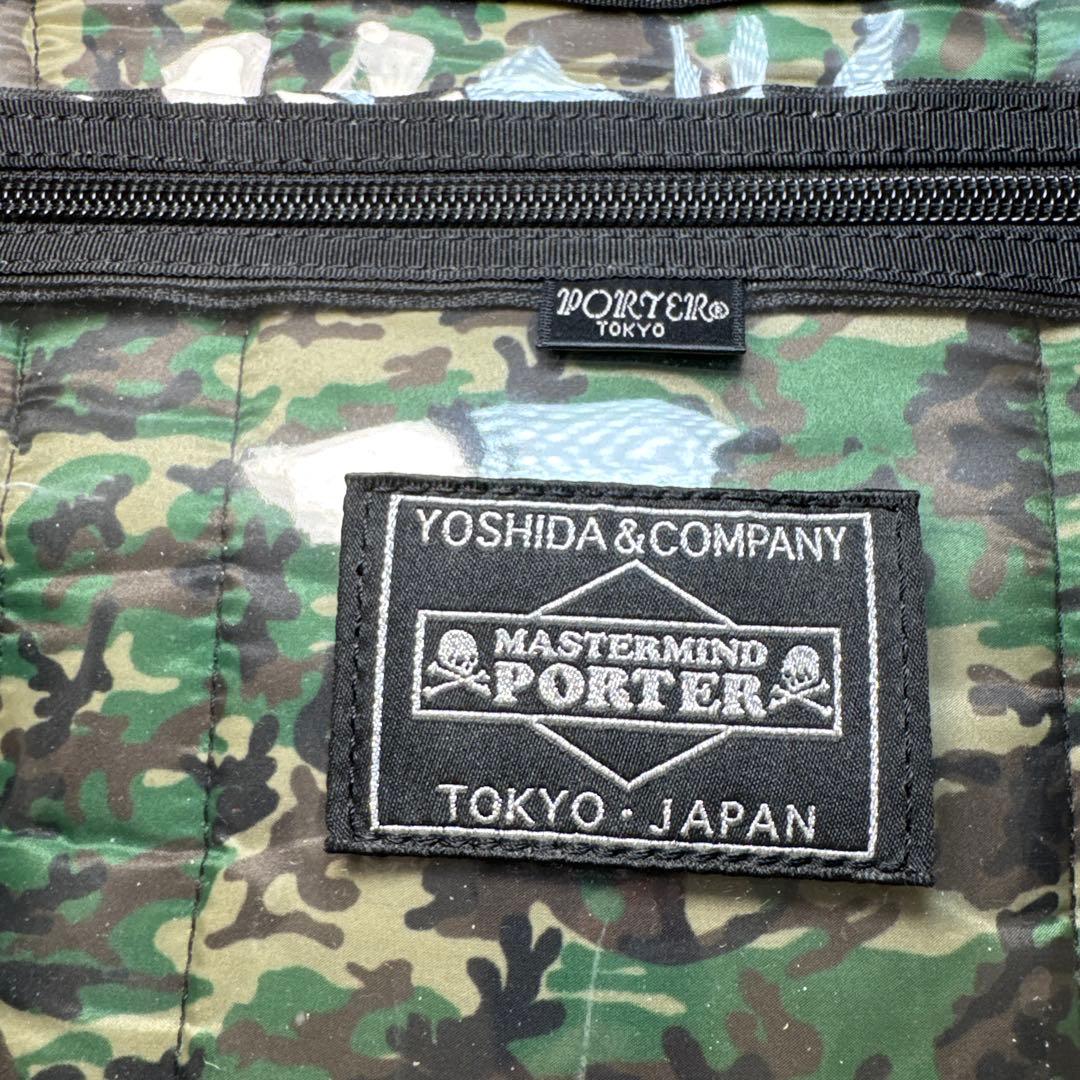 PORTER®
TOKYO
YOSHIDA & COMPANY
MASTERMIND
PORTER
TOKYO · JAPAN